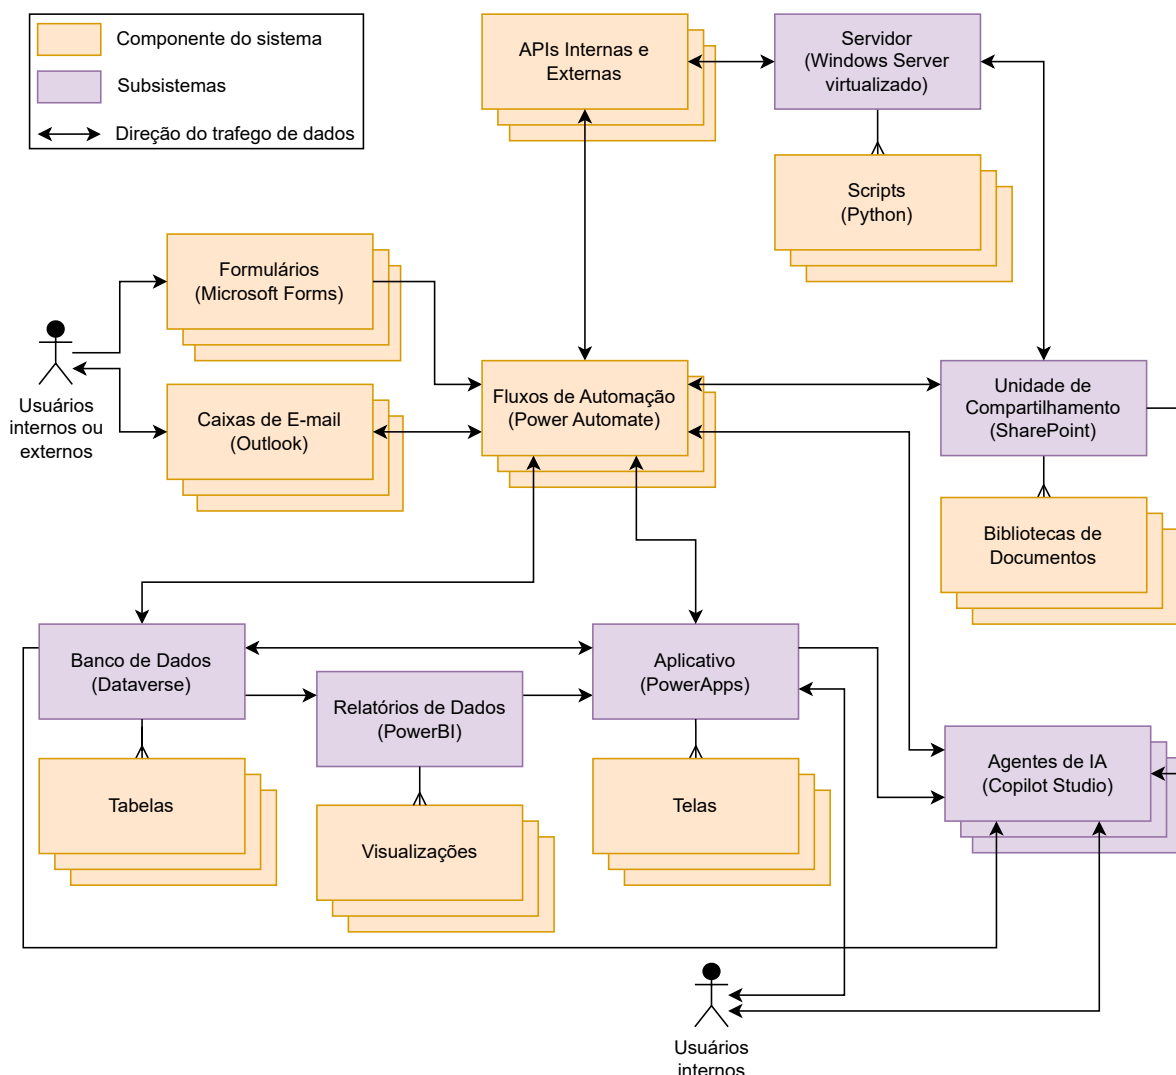 Componente do sistema
Subsistemas
Direção do trafego de dados
APIs Internas e
Externas
Servidor
(Windows Server
virtualizado)
Scripts
(Python)
Formulários
(Microsoft Forms)
Usuários
internos ou
externos
Caixas de E-mail
(Outlook)
Fluxos de Automação
(Power Automate)
Unidade de
Compartilhamento
(SharePoint)
Bibliotecas de
Documentos
Banco de Dados
(Dataverse)
Relatórios de Dados
(PowerBI)
Aplicativo
(PowerApps)
Agentes de IA
(Copilot Studio)
Tabelas
Visualizações
Telas
Usuários
internos